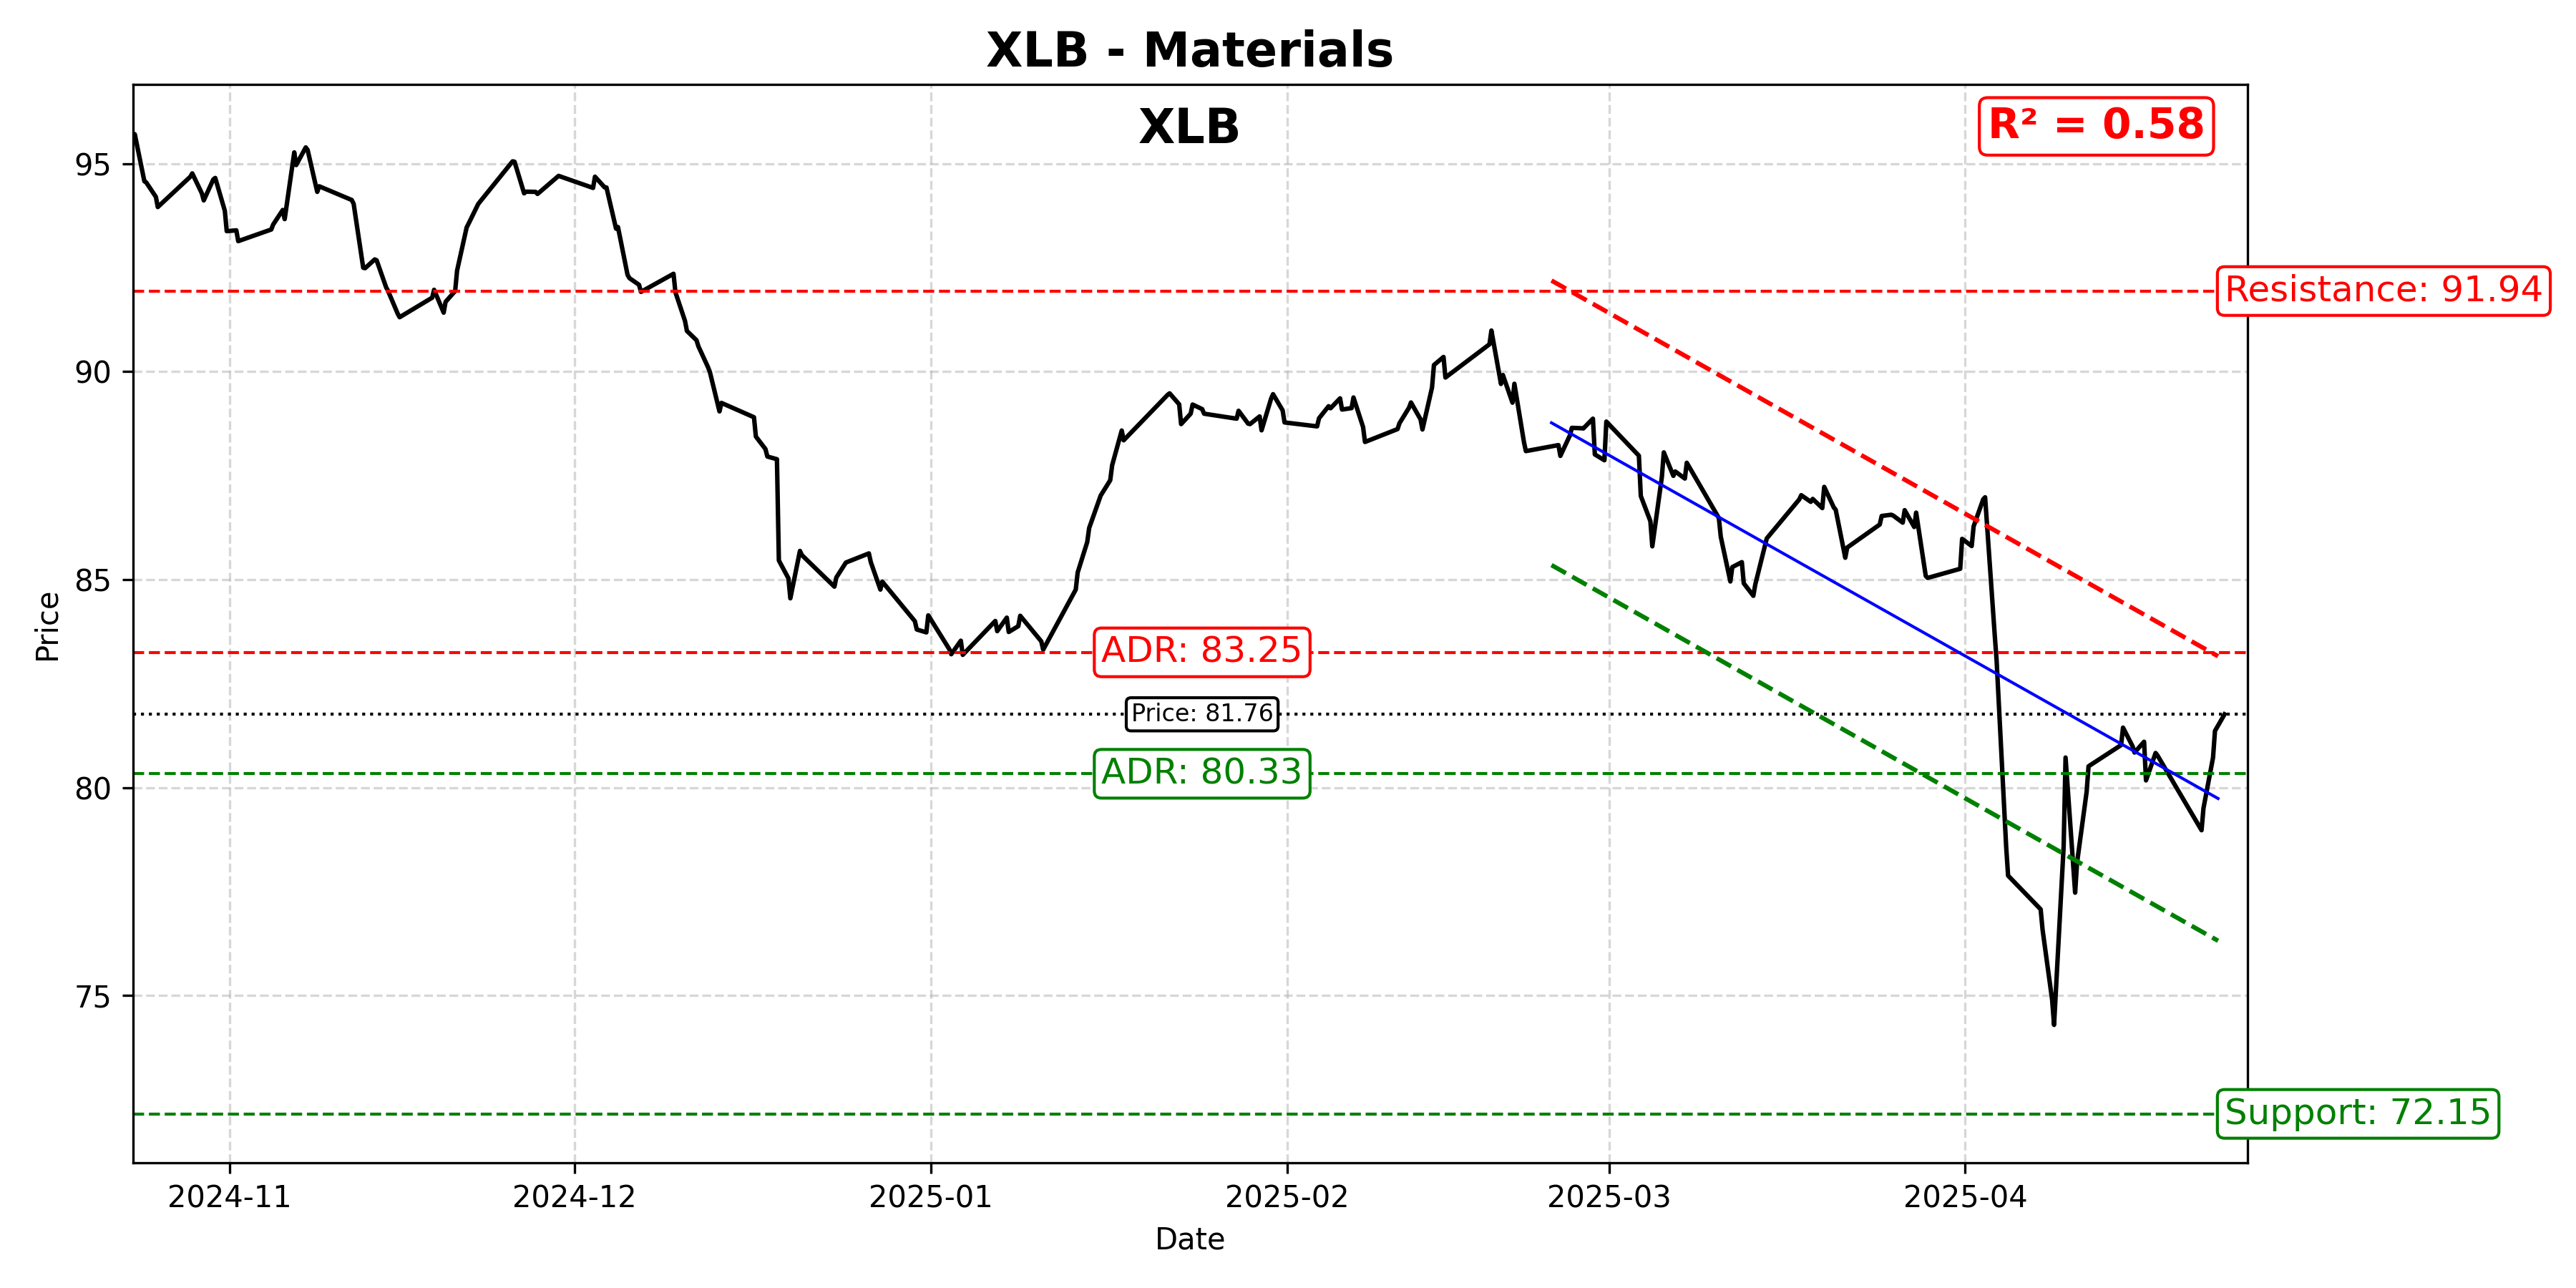 XLB - Materials
XLB
R² = 0.58
95
Resistance: 91.94
90
85
ADR: 83.25
Price: 81.76
ADR: 80.33
80
75
Support: 72.15
Price
2024-11
2024-12
2025-01
2025-02
2025-03
2025-04
Date